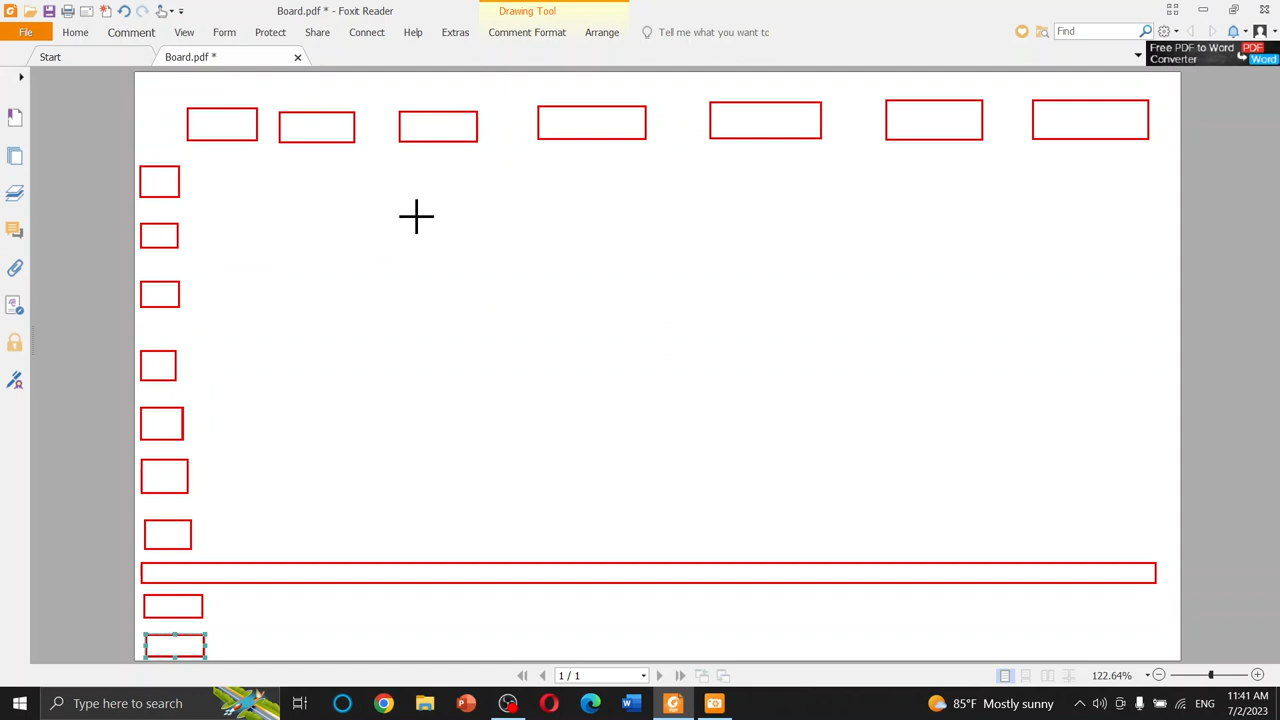 Board.pdf * - Foxit Reader
Drawing Tool
File
Home
Comment
View
Form
Protect
Share
Connect
Help
Extras
Comment Format
Arrange
Tell me what you want to
Find
Start
Board.pdf *
Free PDF to Word
Converter
PDF
Word
1 / 1
122.64%
Type here to search
85°F Mostly sunny
ENG
11:41 AM
7/2/2023